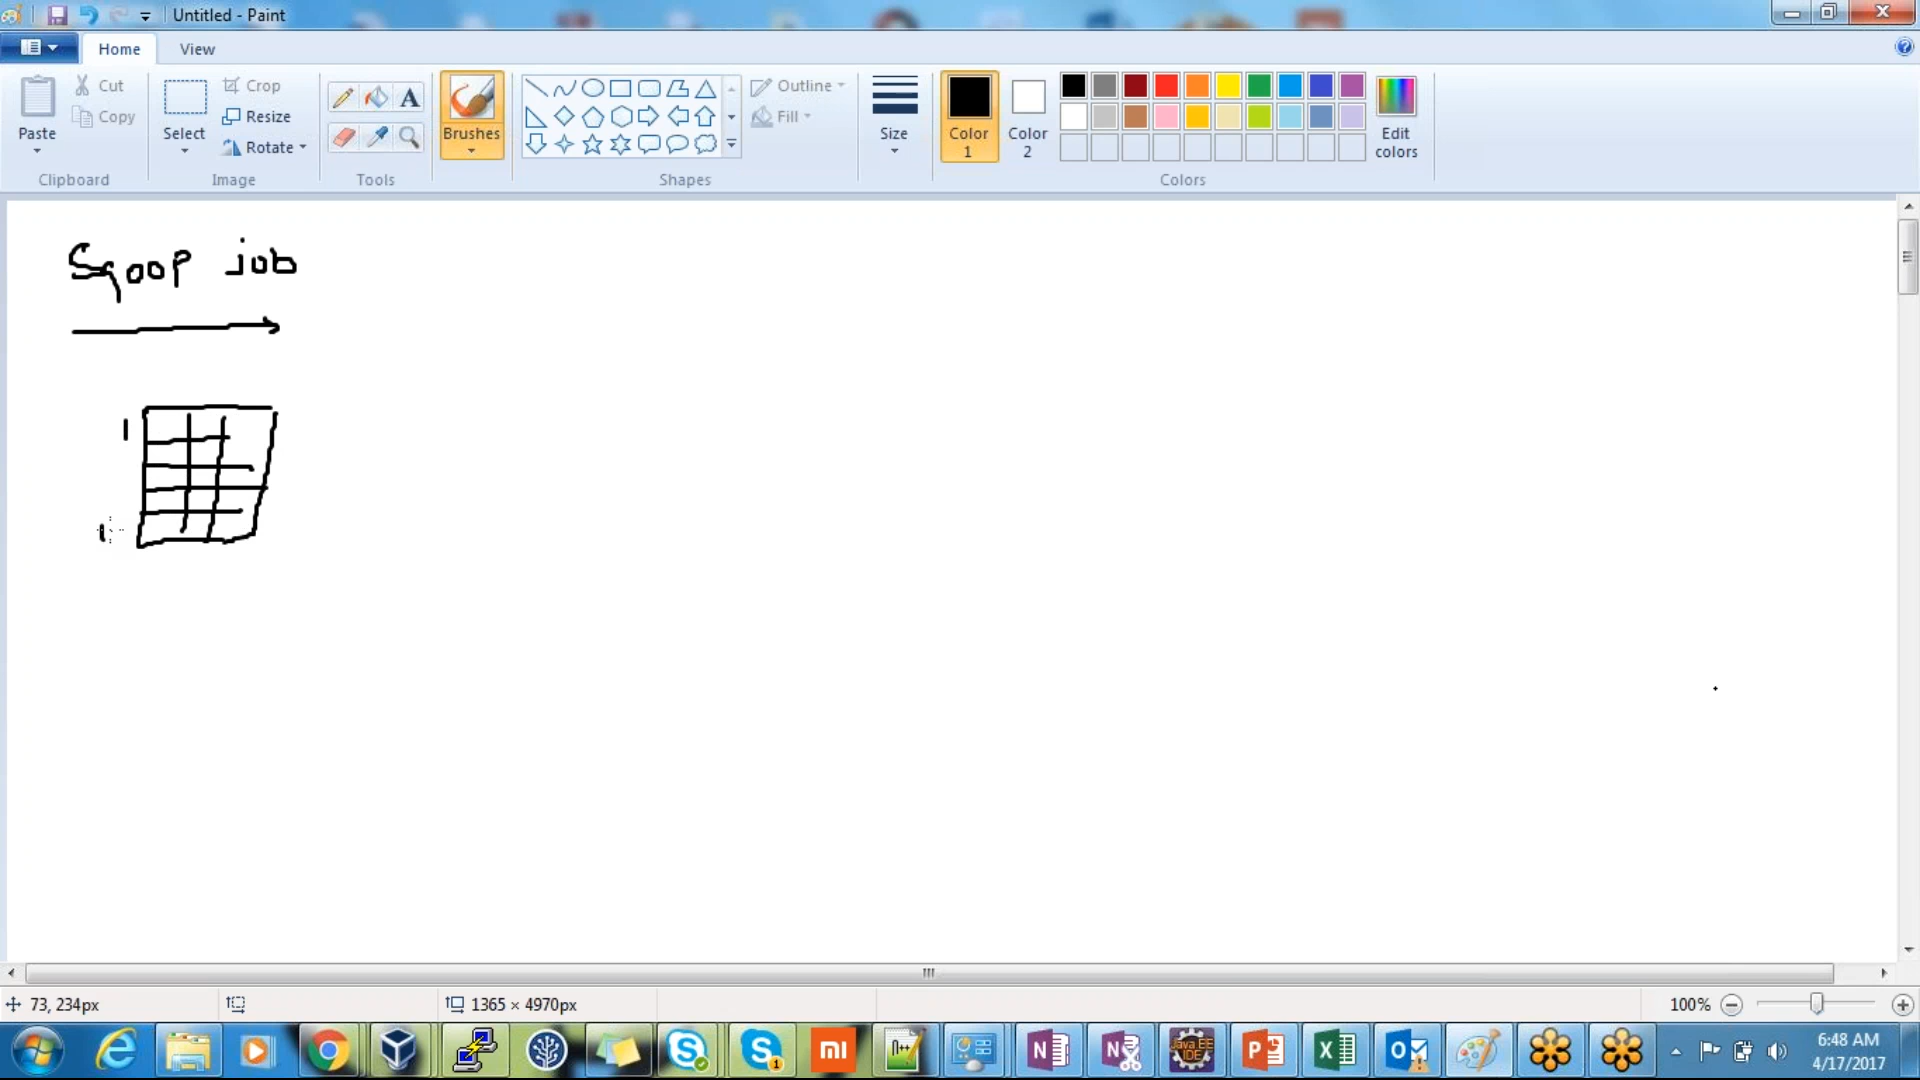 Untitled - Paint
Home View
Cut
Copy
Paste
Clipboard
Crop
Resize
Rotate
Select
Image
Tools
Brushes
Outline
Fill
Shapes
Size
Color 1
Color 2
Edit colors
Colors
Sqoop job
1
73, 234px
1365 × 4970px
100%
6:48 AM
4/17/2017